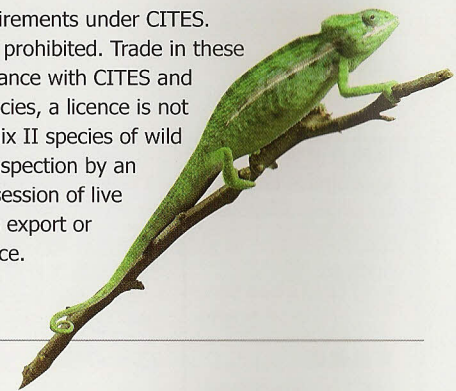 irements under CITES.
prohibited. Trade in these
ance with CITES and
cies, a licence is not
ix II species of wild
spection by an
session of live
export or
ce.